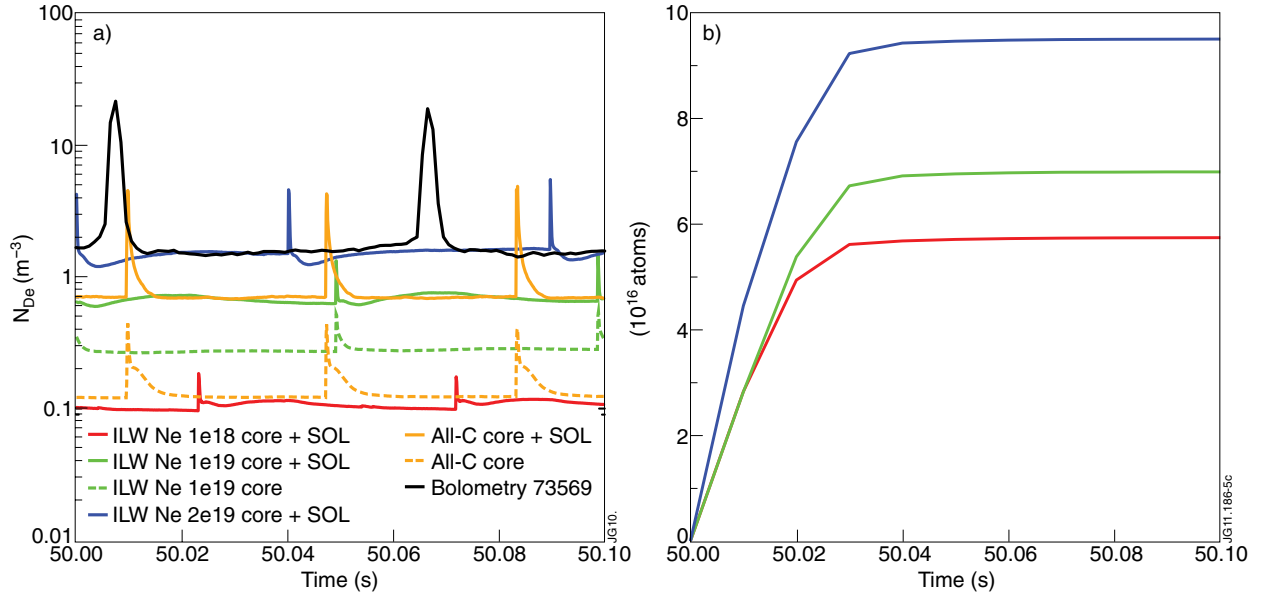 a)
100
10
1
0.1
0.01
N_De (m⁻³)
ILW Ne 1e18 core + SOL
ILW Ne 1e19 core + SOL
ILW Ne 1e19 core
ILW Ne 2e19 core + SOL
All-C core + SOL
All-C core
Bolometry 73569
50.00 50.02 50.04 50.06 50.08 50.10
Time (s)
JG10.
b)
10
8
6
4
2
0
(10¹⁶ atoms)
50.00 50.02 50.04 50.06 50.08 50.10
Time (s)
JG11.186-5c